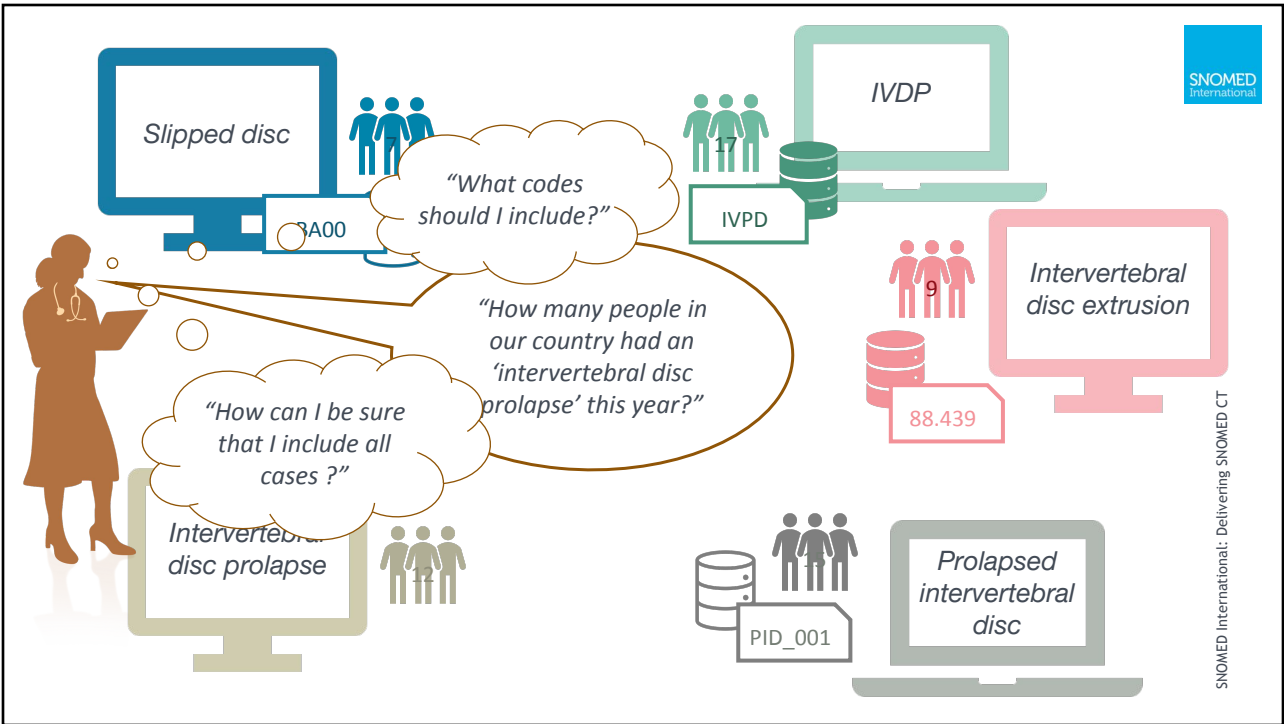 SNOMED
International
Slipped disc
7
"What codes
should I include?"
17
IVPD
IVDP
9
88.439
Intervertebral
disc extrusion
"How many people in
our country had an
'intervertebral disc
prolapse' this year?"
"How can I be sure
that I include all
cases ?"
Intervertebral
disc prolapse
12
PID_001
Prolapsed
intervertebral
disc
SNOMED International: Delivering SNOMED CT